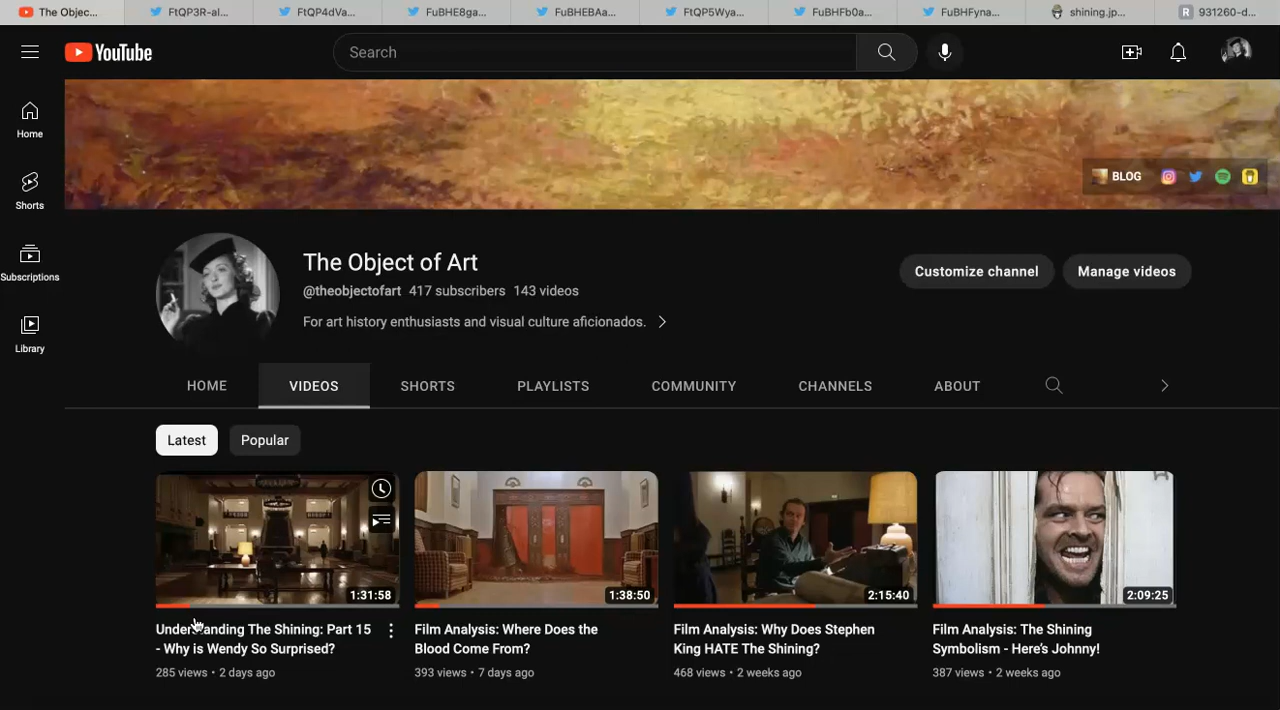 The Objec...
FtQP3R-aI...
FtQP4dVa...
FuBHE8ga...
FuBHEBAa...
FtQP5Wya...
FuBHFb0a...
FuBHFyna...
shining.jp...
R 931260-d...
YouTube
Search
Home
Shorts
Subscriptions
Library
BLOG
The Object of Art
@theobjectofart 417 subscribers 143 videos
For art history enthusiasts and visual culture aficionados.
Customize channel
Manage videos
HOME
VIDEOS
SHORTS
PLAYLISTS
COMMUNITY
CHANNELS
ABOUT
Latest
Popular
1:31:58
Understanding The Shining: Part 15
- Why is Wendy So Surprised?
285 views • 2 days ago
1:38:50
Film Analysis: Where Does the
Blood Come From?
393 views • 7 days ago
2:15:40
Film Analysis: Why Does Stephen
King HATE The Shining?
468 views • 2 weeks ago
2:09:25
Film Analysis: The Shining
Symbolism - Here's Johnny!
387 views • 2 weeks ago